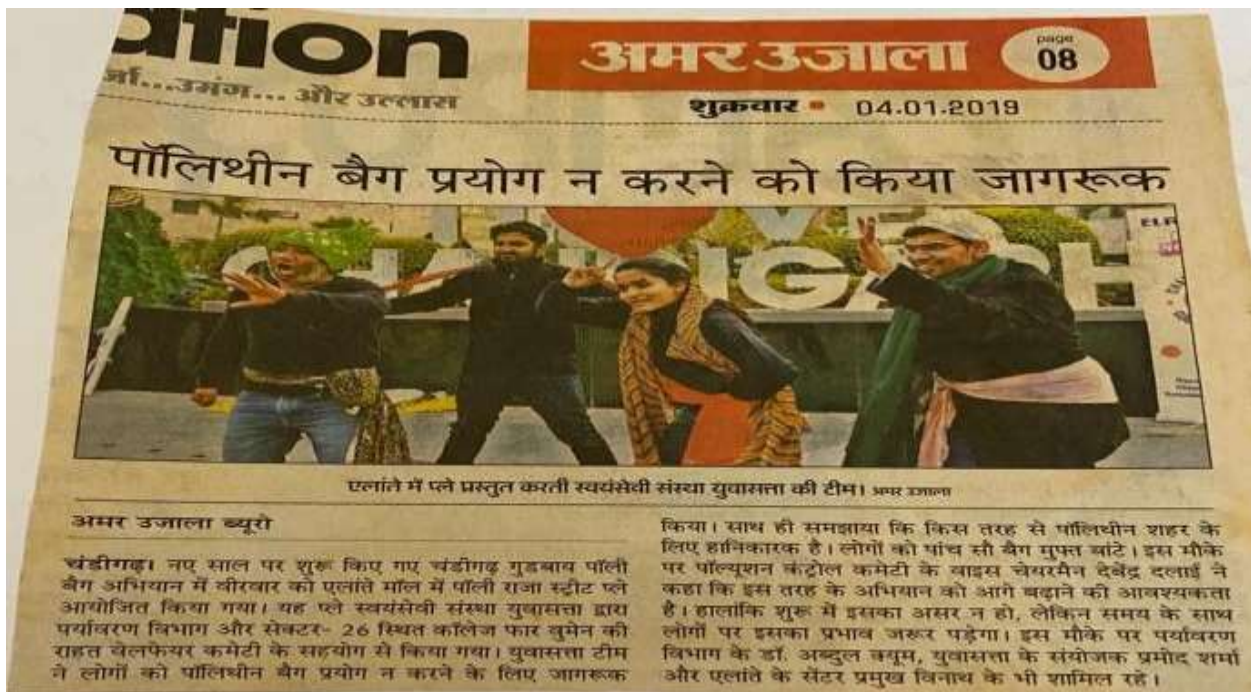 ation
र्जा...उमंग... और उल्लास
अमर उजाला
page
08
शुक्रवार • 04.01.2019
पॉलिथीन बैग प्रयोग न करने को किया जागरूक
LOVE
CHANDIGARH
एलांते में प्ले प्रस्तुत करती स्वयंसेवी संस्था युवासत्ता की टीम। अमर उजाला
अमर उजाला ब्यूरो
चंडीगढ़। नए साल पर शुरू किए गए चंडीगढ़ गुडबाय पॉली
बैग अभियान में वीरवार को एलांते मॉल में पॉली राजा स्ट्रीट प्ले
आयोजित किया गया। यह प्ले स्वयंसेवी संस्था युवासत्ता द्वारा
पर्यावरण विभाग और सेक्टर- 26 स्थित कॉलेज फार वुमेन की
राहत वेलफेयर कमेटी के सहयोग से किया गया। युवासत्ता टीम
ने लोगों को पॉलिथीन बैग प्रयोग न करने के लिए जागरूक
किया। साथ ही समझाया कि किस तरह से पॉलिथीन शहर के
लिए हानिकारक है। लोगों को पांच सौ बैग मुफ्त बांटे। इस मौके
पर पॉल्यूशन कंट्रोल कमेटी के वाइस चेयरमैन देबेंद्र दलाई ने
कहा कि इस तरह के अभियान को आगे बढ़ाने की आवश्यकता
है। हालांकि शुरू में इसका असर न हो, लेकिन समय के साथ
लोगों पर इसका प्रभाव जरूर पड़ेगा। इस मौके पर पर्यावरण
विभाग के डॉ. अब्दुल क्यूम, युवासत्ता के संयोजक प्रमोद शर्मा
और एलांते के सेंटर प्रमुख विनाथ के भी शामिल रहे।